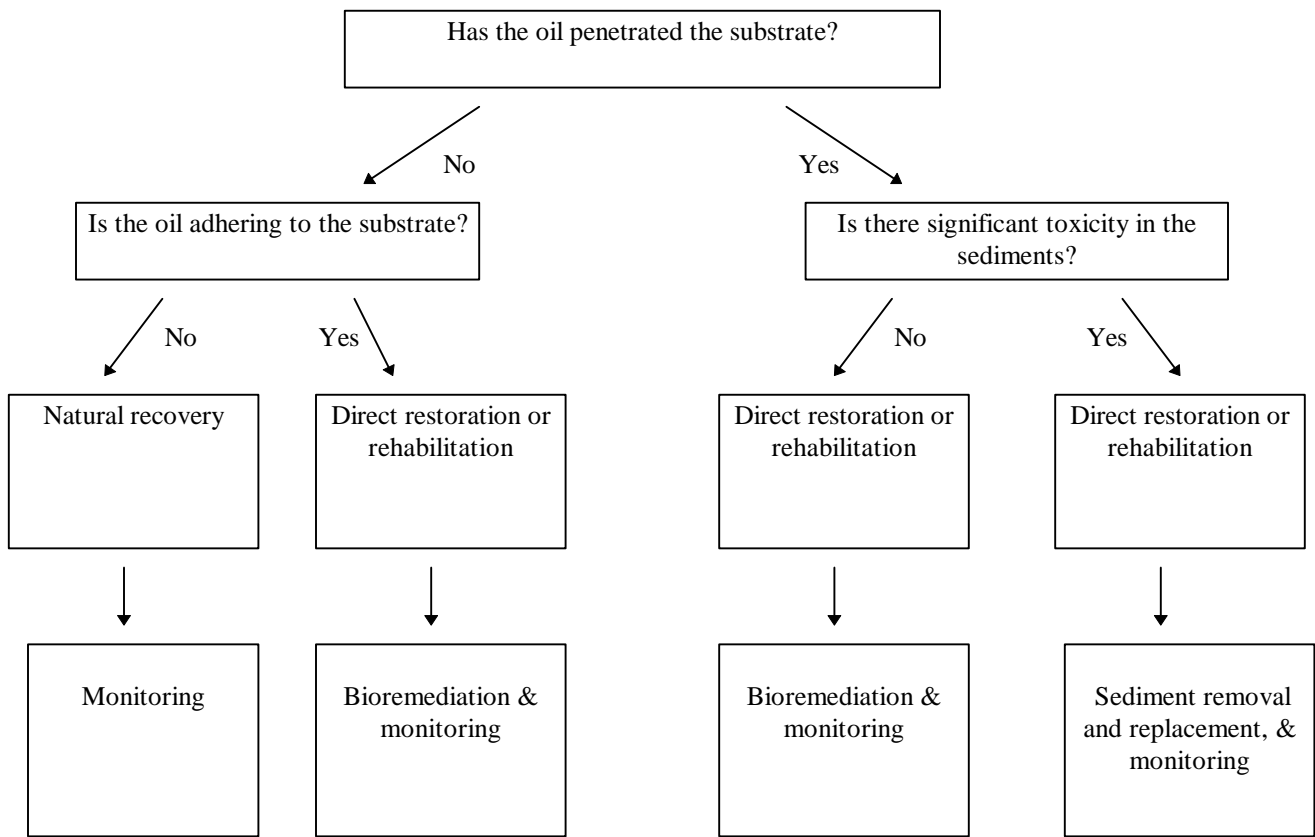 Has the oil penetrated the substrate?
No
Yes
Is the oil adhering to the substrate?
Is there significant toxicity in the
sediments?
No
Yes
No
Yes
Natural recovery
Direct restoration or
rehabilitation
Direct restoration or
rehabilitation
Direct restoration or
rehabilitation
Monitoring
Bioremediation &
monitoring
Bioremediation &
monitoring
Sediment removal
and replacement, &
monitoring